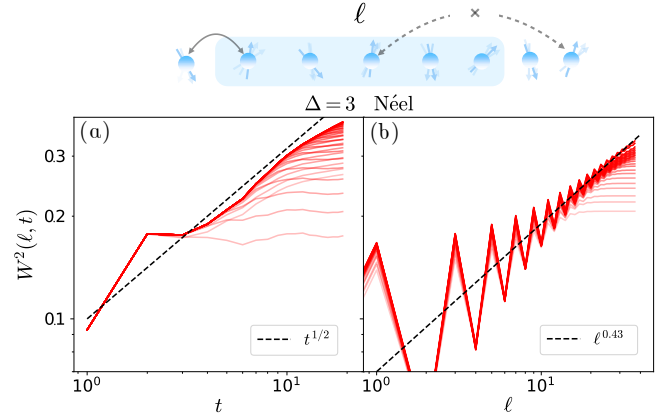 ℓ
×
Δ = 3 Néel
(a)
(b)
W²(ℓ, t)
0.3
0.2
0.1
t^{1/2}
ℓ^{0.43}
10⁰
10¹
10⁰
10¹
t
ℓ